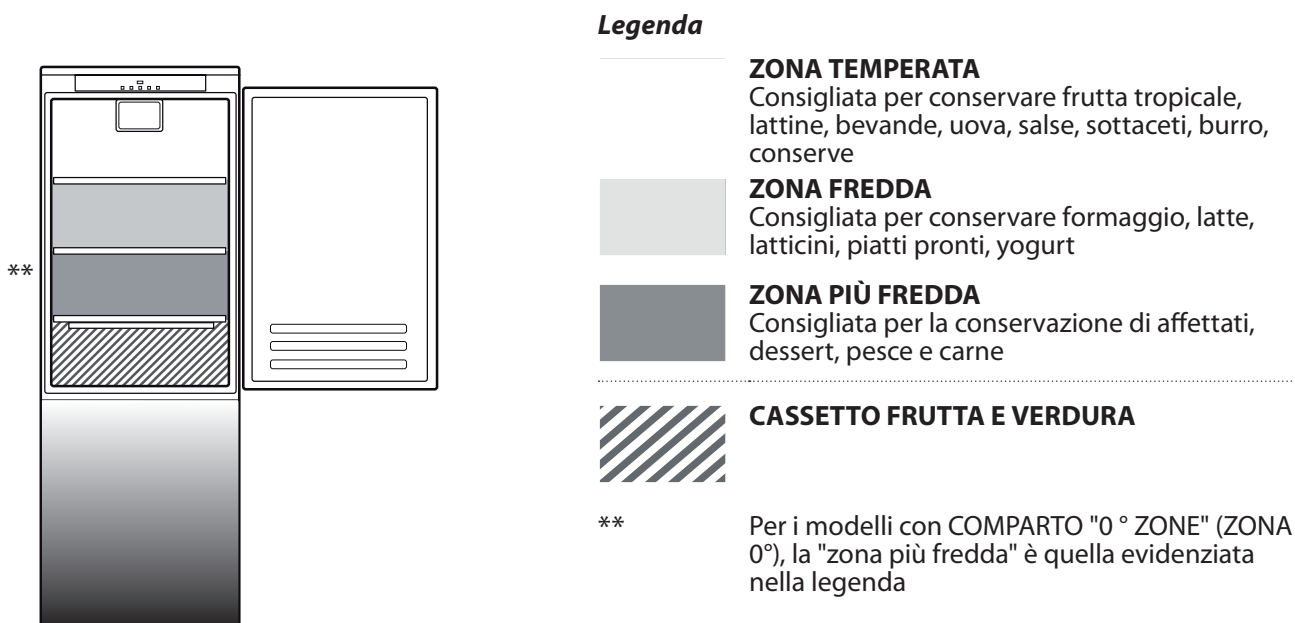 Legenda
ZONA TEMPERATA
Consigliata per conservare frutta tropicale,
lattine, bevande, uova, salse, sottaceti, burro,
conserve
ZONA FREDDA
Consigliata per conservare formaggio, latte,
latticini, piatti pronti, yogurt
**
ZONA PIÙ FREDDA
Consigliata per la conservazione di affettati,
dessert, pesce e carne
CASSETTO FRUTTA E VERDURA
** Per i modelli con COMPARTO "0 ° ZONE" (ZONA
0°), la "zona più fredda" è quella evidenziata
nella legenda